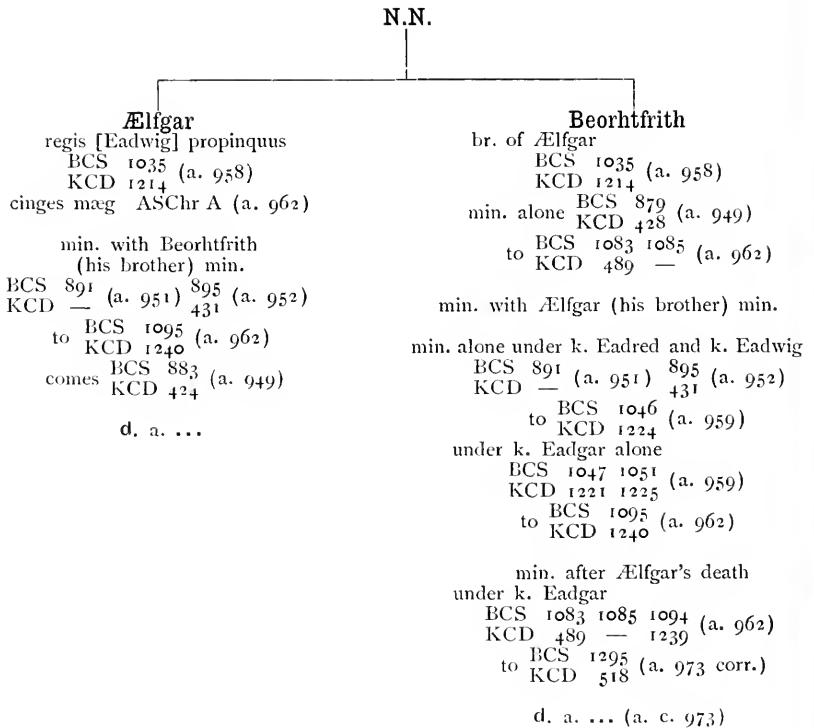 N.N.
Ælfgar
regis [Eadwig] propinquus
BCS 1035
KCD 1214 (a. 958)
cinges mæg ASChr A (a. 962)
min. with Beorhtfrith
(his brother) min.
BCS 891 (a. 951) 895 (a. 952)
KCD — 431
to BCS 1095 (a. 962)
KCD 1240
comes BCS 883 (a. 949)
KCD 424
d. a. ...
Beorhtfrith
br. of Ælfgar
BCS 1035
KCD 1214 (a. 958)
min. alone BCS 879 (a. 949)
KCD 428
to BCS 1083 1085 (a. 962)
KCD 489 —
min. with Ælfgar (his brother) min.
min. alone under k. Eadred and k. Eadwig
BCS 891 (a. 951) 895 (a. 952)
KCD — 431
to BCS 1046 (a. 959)
KCD 1224
under k. Eadgar alone
BCS 1047 1051 (a. 959)
KCD 1221 1225
to BCS 1095 (a. 962)
KCD 1240
min. after Ælfgar's death
under k. Eadgar
BCS 1083 1085 1094 (a. 962)
KCD 489 — 1239
to BCS 1295 (a. 973 corr.)
KCD 518
d. a. ... (a. c. 973)